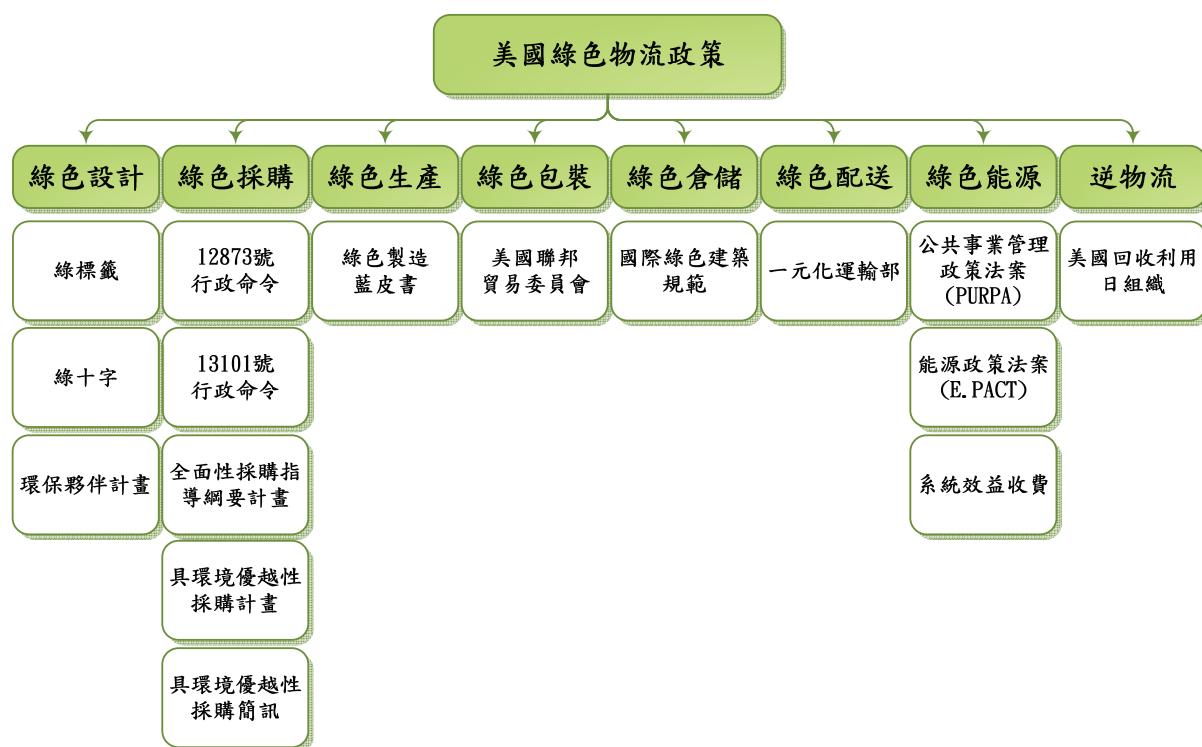 美國綠色物流政策
綠色設計
綠色採購
綠色生產
綠色包裝
綠色倉儲
綠色配送
綠色能源
逆物流
綠標籤
綠十字
環保夥伴計畫
12873號
行政命令
13101號
行政命令
全面性採購指
導綱要計畫
具環境優越性
採購計畫
具環境優越性
採購簡訊
綠色製造
藍皮書
美國聯邦
貿易委員會
國際綠色建築
規範
一元化運輸部
公共事業管理
政策法案
(PURPA)
能源政策法案
(E.PACT)
系統效益收費
美國回收利用
日組織